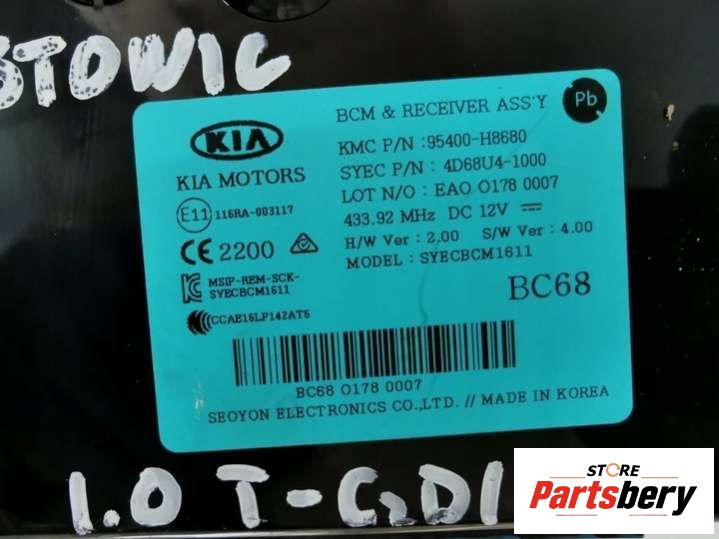 STOWIC
BCM & RECEIVER ASS'Y
Pb
KIA
KMC P/N : 95400-H8680
SYEC P/N : 4D68U4-1000
KIA MOTORS
LOT N/O : EAO 0178 0007
E11 116RA-003117
433.92 MHz DC 12V
H/W Ver : 2.00 S/W Ver : 4.00
CE 2200
MODEL : SYECBCM1611
MSIP-REM-SCK-
SYECBCM1611
BC68
CCAE16LP142AT6
BC68 0178 0007
SEOYON ELECTRONICS CO.,LTD. // MADE IN KOREA
1.0 T-GDI
STORE
Partsbery